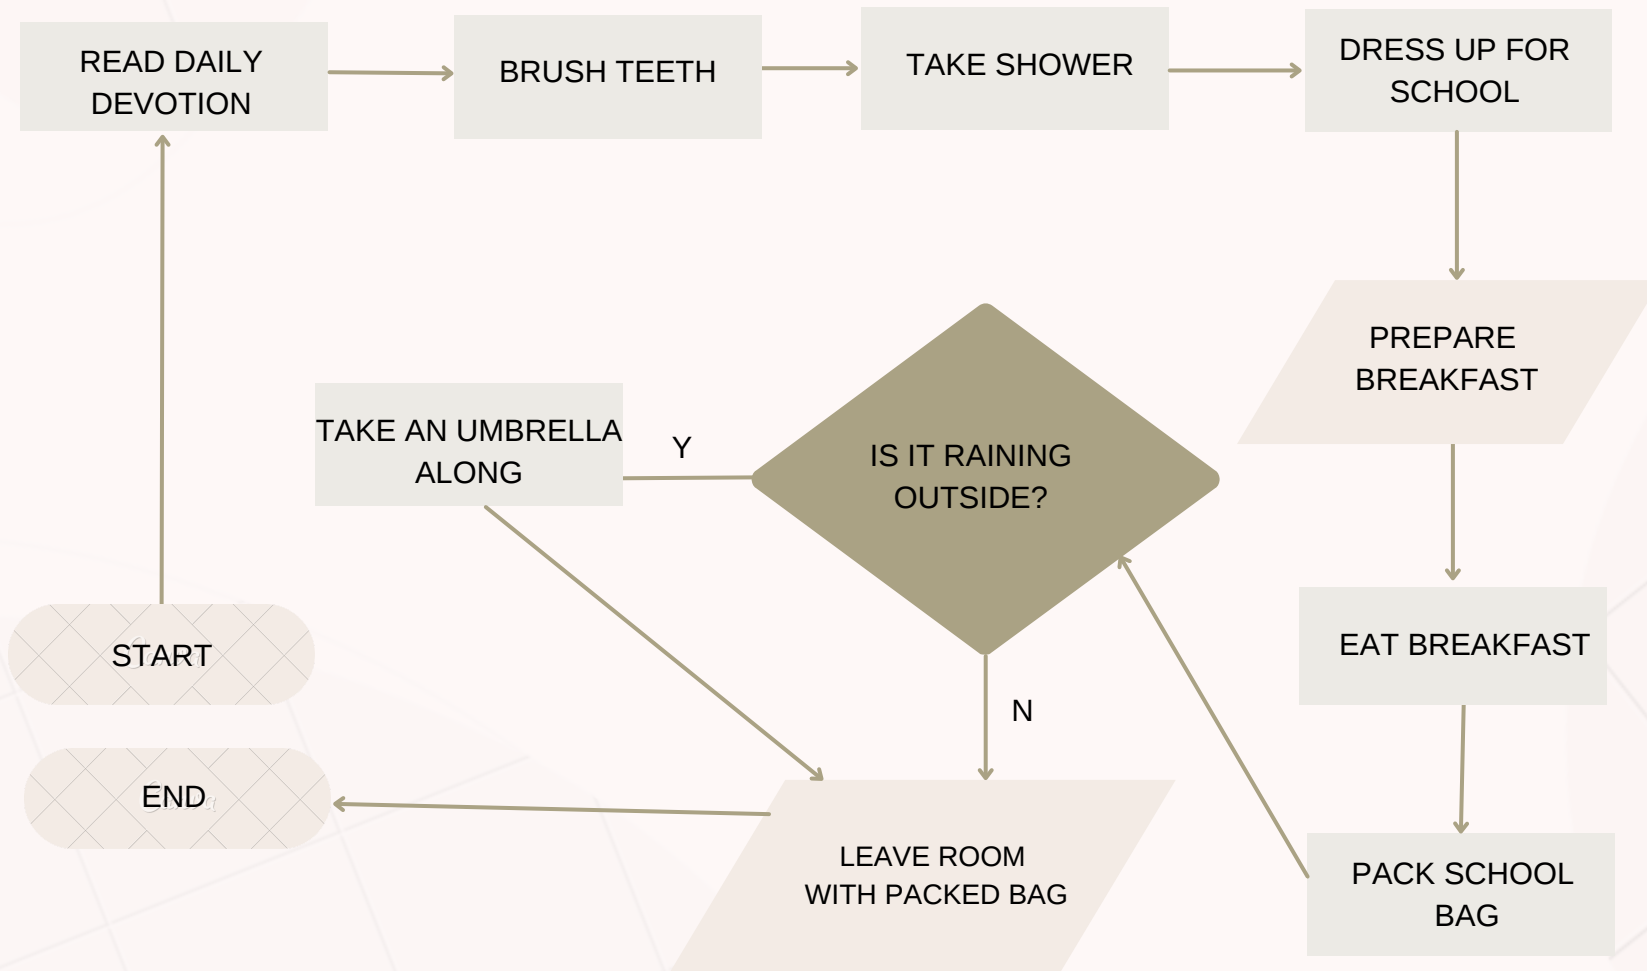 READ DAILY
DEVOTION
BRUSH TEETH
TAKE SHOWER
DRESS UP FOR
SCHOOL
PREPARE
BREAKFAST
TAKE AN UMBRELLA
ALONG
Y
IS IT RAINING
OUTSIDE?
EAT BREAKFAST
START
N
END
LEAVE ROOM
WITH PACKED BAG
PACK SCHOOL
BAG